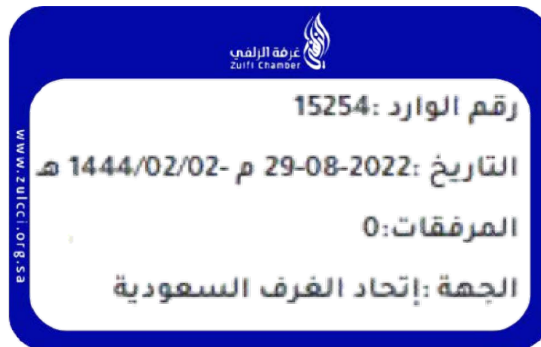 غرفة الزلفي
Zulfi Chamber
رقم الوارد :15254
التاريخ :2022-08-29 م -1444/02/02 هـ
المرفقات:0
الجهة :إتحاد الغرف السعودية
www.zulcci.org.sa